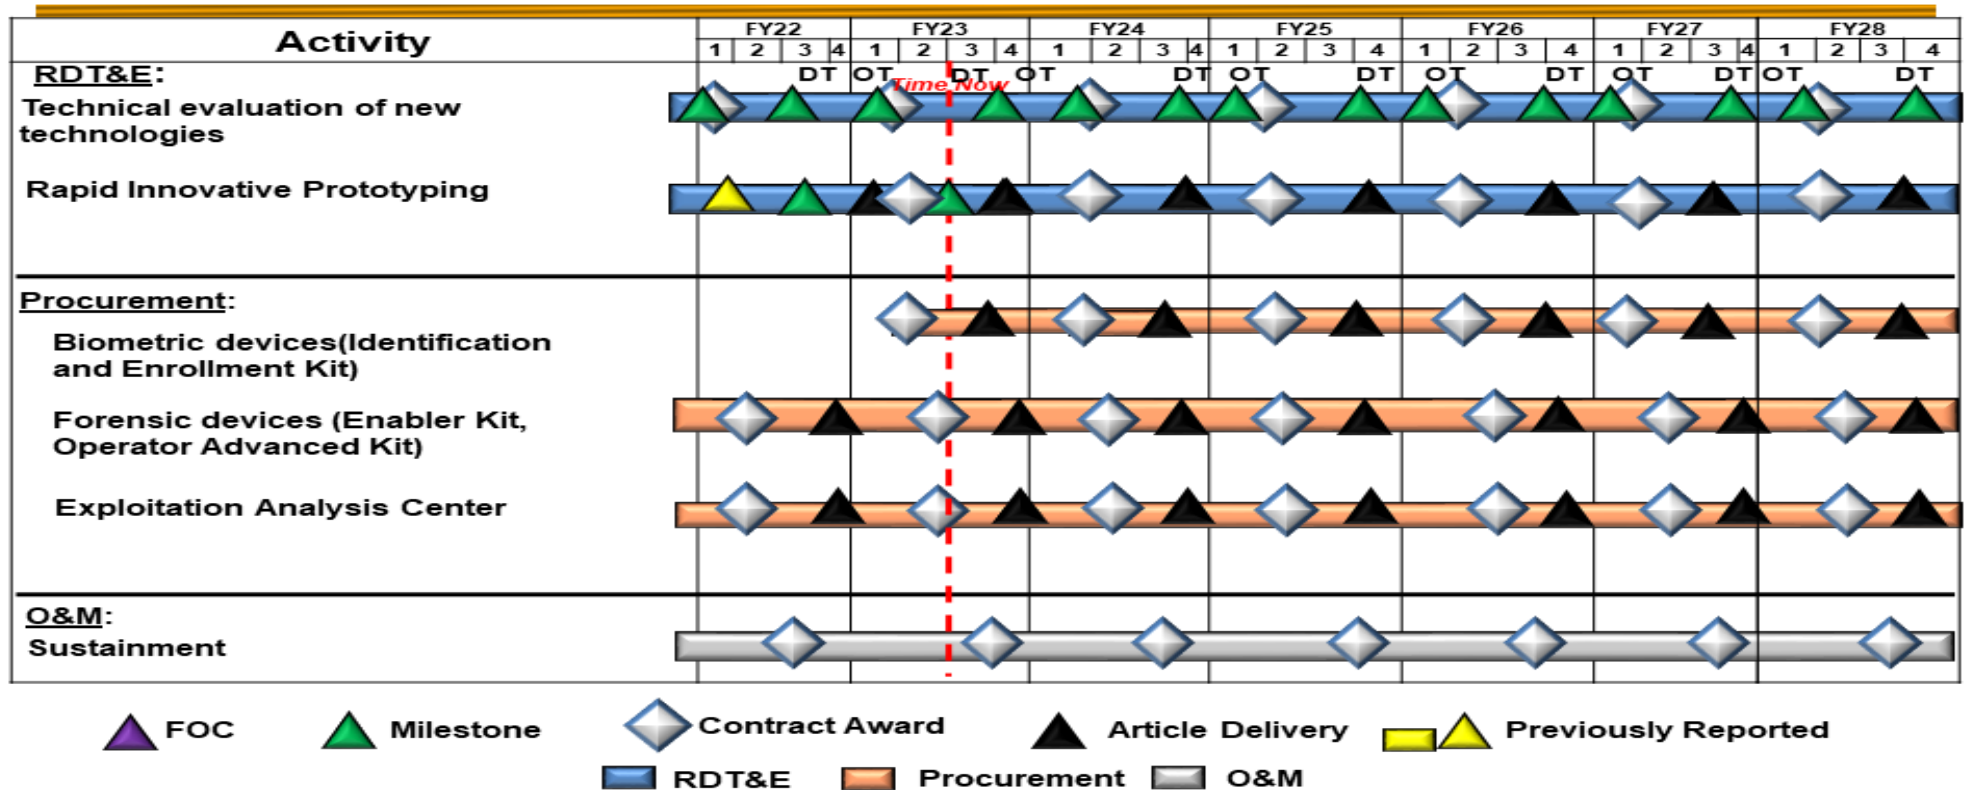 Activity
FY22 FY23 FY24 FY25 FY26 FY27 FY28
1 2 3 4 1 2 3 4 1 2 3 4 1 2 3 4 1 2 3 4 1 2 3 4 1 2 3 4
RDT&E:
DT OT DT OT DT OT DT OT DT OT DT OT DT
Time Now
Technical evaluation of new
technologies
Rapid Innovative Prototyping
Procurement:
Biometric devices(Identification
and Enrollment Kit)
Forensic devices (Enabler Kit,
Operator Advanced Kit)
Exploitation Analysis Center
O&M:
Sustainment
FOC Milestone Contract Award Article Delivery Previously Reported
RDT&E Procurement O&M